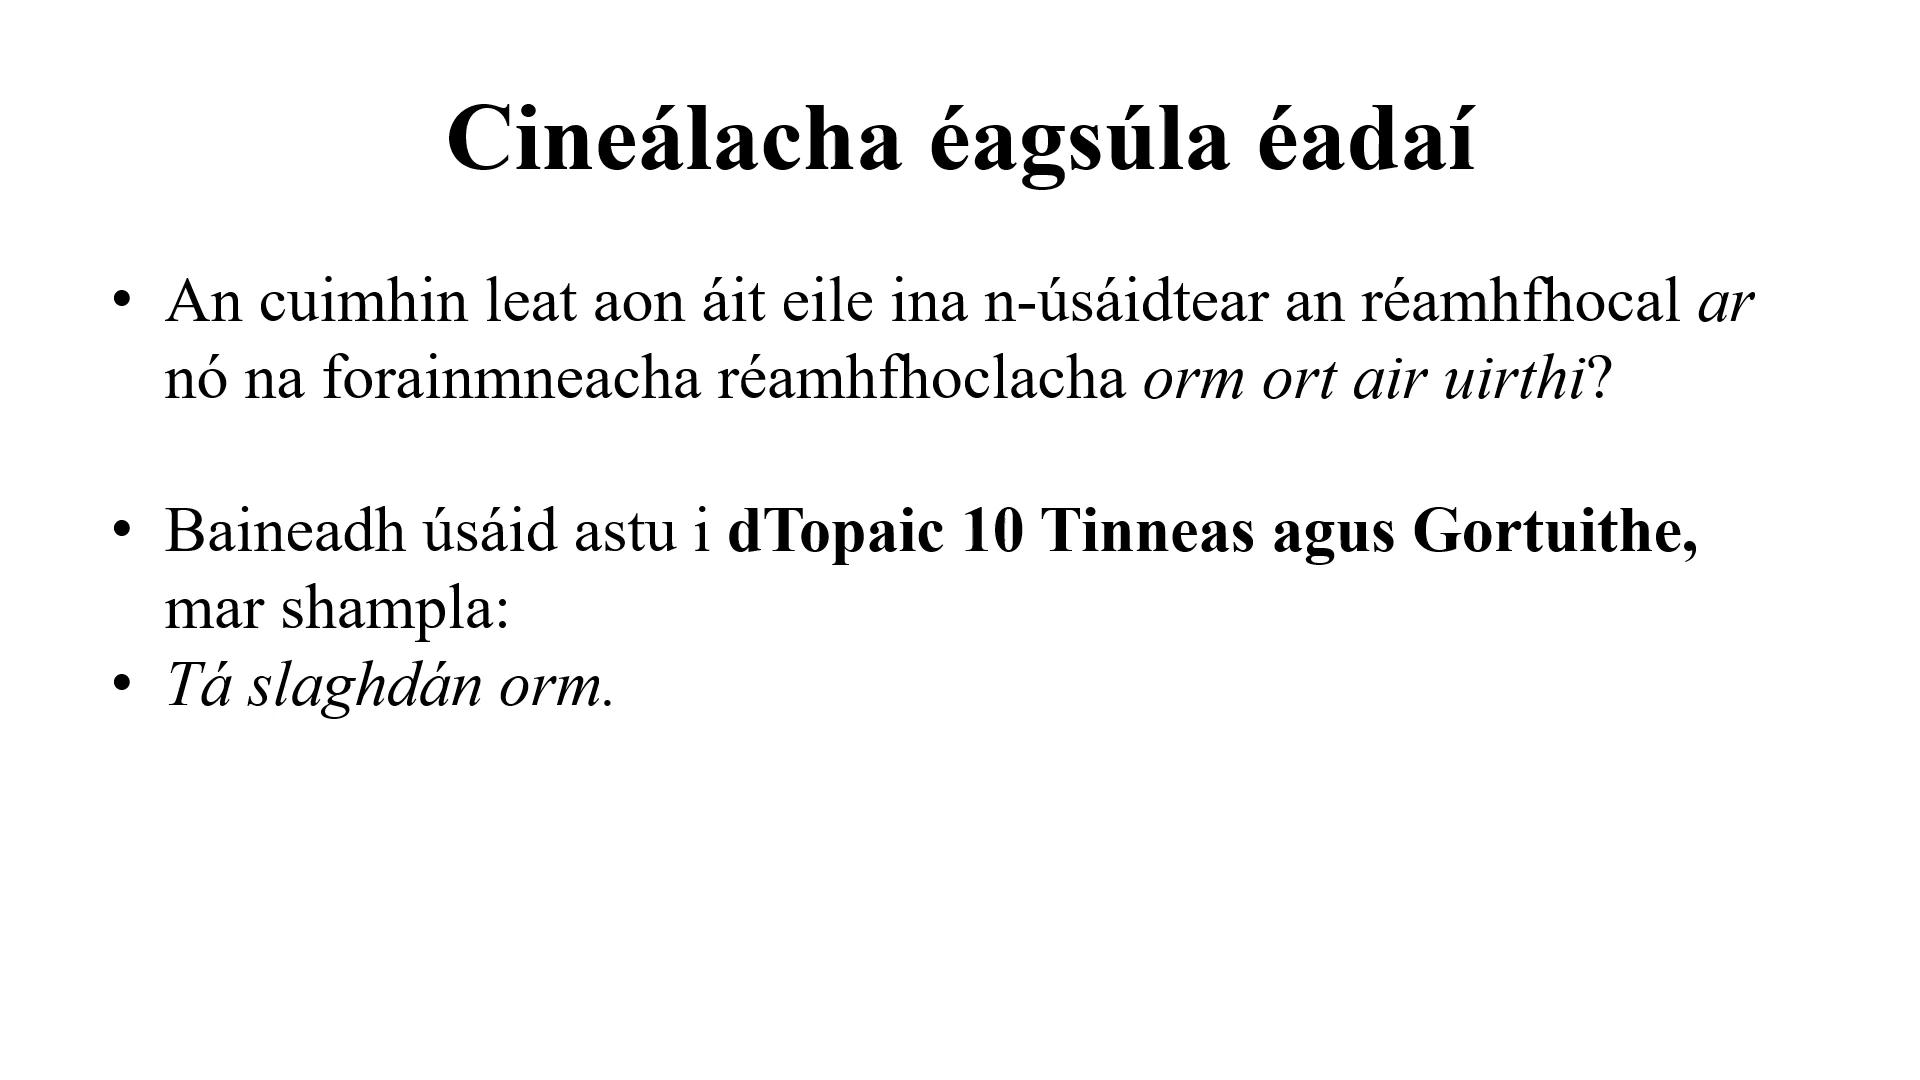 Cineálacha éagsúla éadaí
• An cuimhin leat aon áit eile ina n-úsáidtear an réamhfhocal ar
nó na forainmneacha réamhfhoclacha orm ort air uirthi?
• Baineadh úsáid astu i dTopaic 10 Tinneas agus Gortuithe,
mar shampla:
• Tá slaghdán orm.